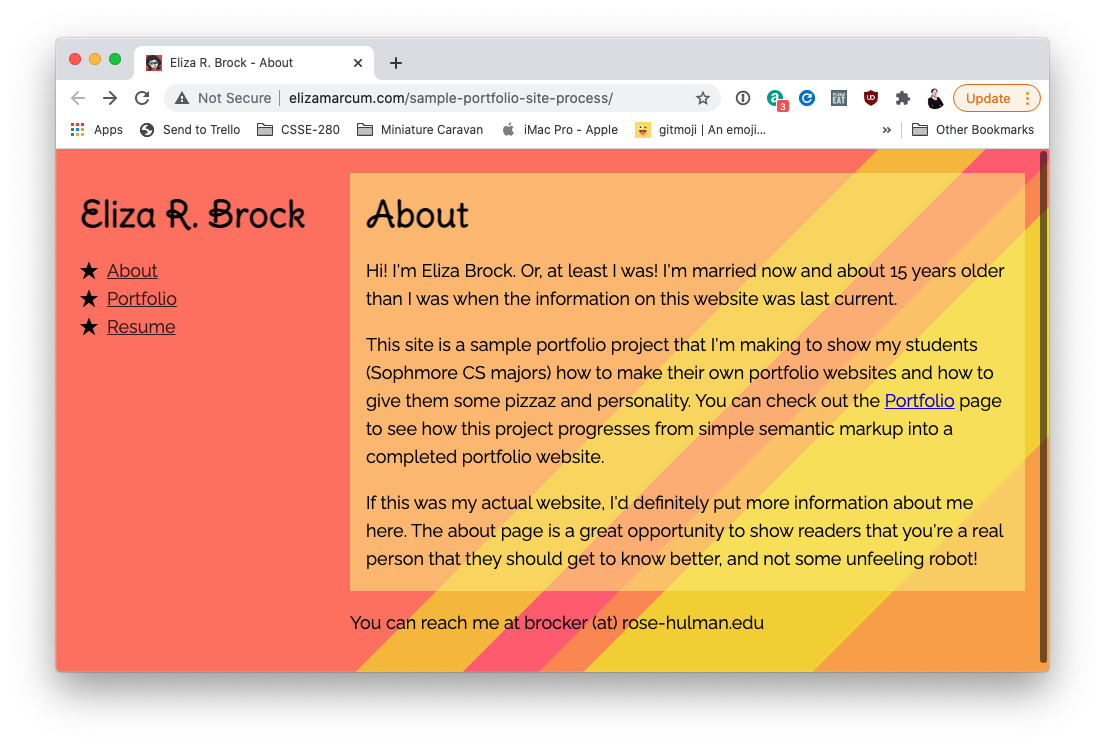 Eliza R. Brock - About
Not Secure | elizamarcum.com/sample-portfolio-site-process/
3
PLEASE EAT
Update
Apps
Send to Trello
CSSE-280
Miniature Caravan
iMac Pro - Apple
gitmoji | An emoji...
»
Other Bookmarks
Eliza R. Brock
★ About
★ Portfolio
★ Resume
About
Hi! I'm Eliza Brock. Or, at least I was! I'm married now and about 15 years older
than I was when the information on this website was last current.
This site is a sample portfolio project that I'm making to show my students
(Sophmore CS majors) how to make their own portfolio websites and how to
give them some pizzaz and personality. You can check out the Portfolio page
to see how this project progresses from simple semantic markup into a
completed portfolio website.
If this was my actual website, I'd definitely put more information about me
here. The about page is a great opportunity to show readers that you're a real
person that they should get to know better, and not some unfeeling robot!
You can reach me at brocker (at) rose-hulman.edu